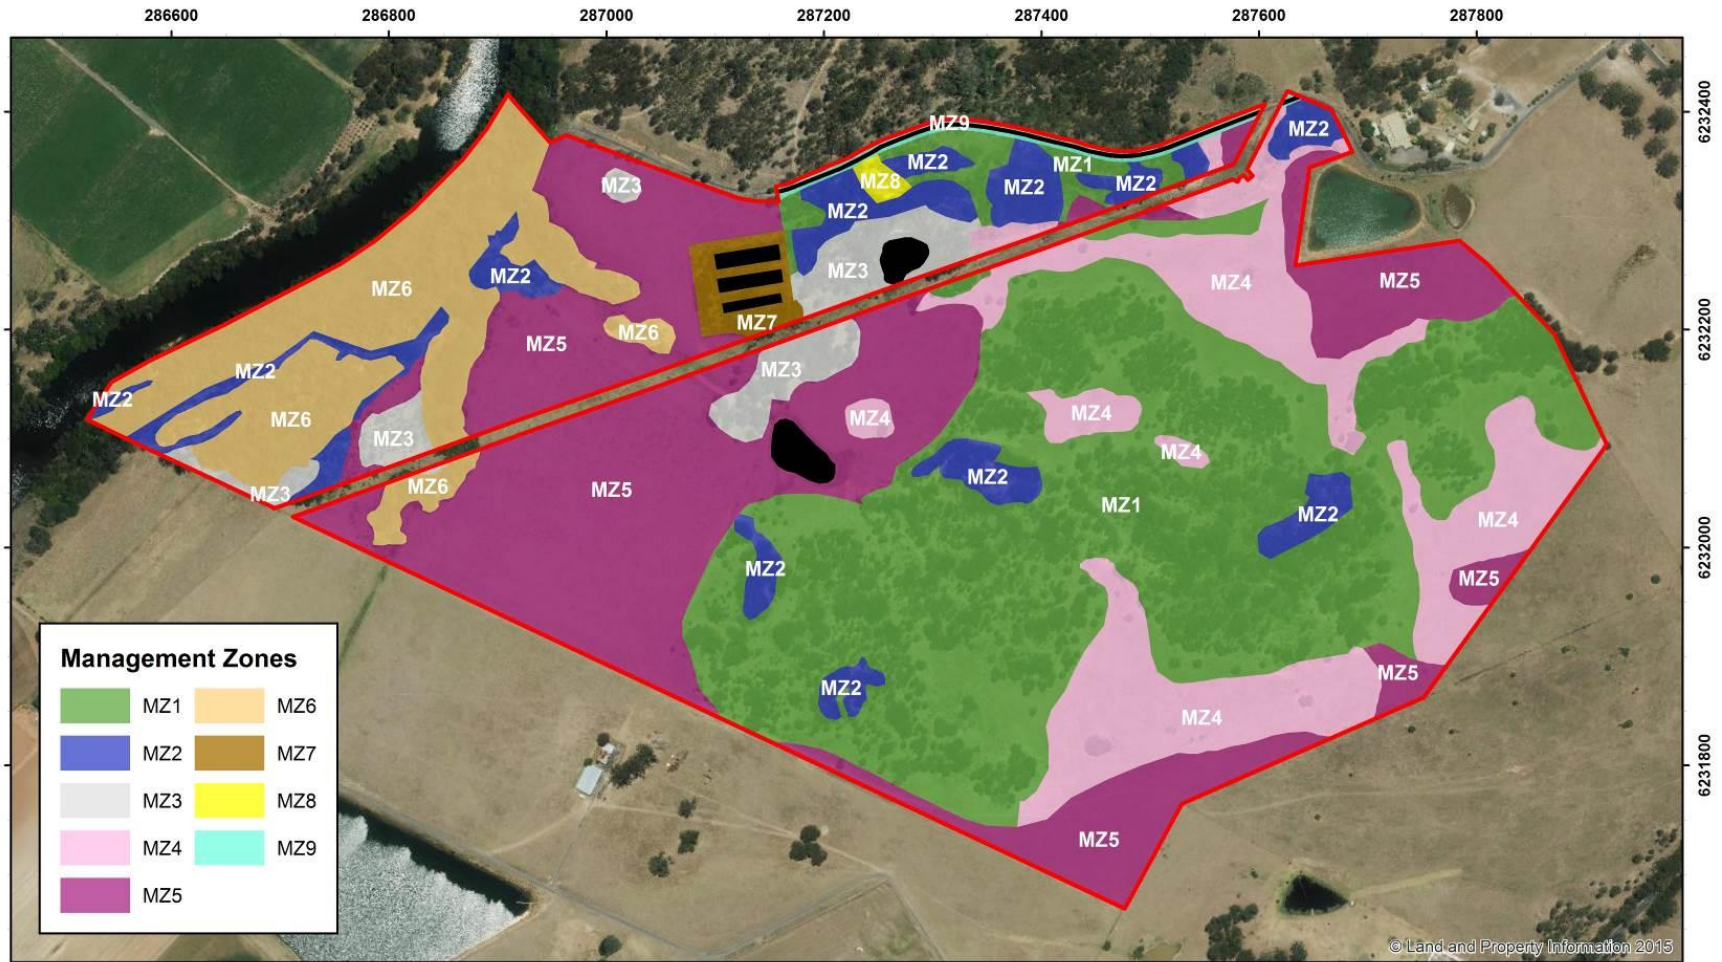 286600 286800 287000 287200 287400 287600 287800
6232400
6232200
6232000
6231800
MZ9
MZ2
MZ2
MZ1
MZ8
MZ3
MZ2
MZ2
MZ2
MZ3
MZ2
MZ6
MZ4
MZ5
MZ7
MZ6
MZ5
MZ3
MZ2
MZ2
MZ4
MZ4
MZ6
MZ3
MZ4
MZ2
MZ6
MZ5
MZ3
MZ1
MZ2
MZ4
MZ2
MZ5
MZ5
MZ2
MZ4
MZ5
Management Zones
MZ1 MZ6
MZ2 MZ7
MZ3 MZ8
MZ4 MZ9
MZ5
© Land and Property Information 2015